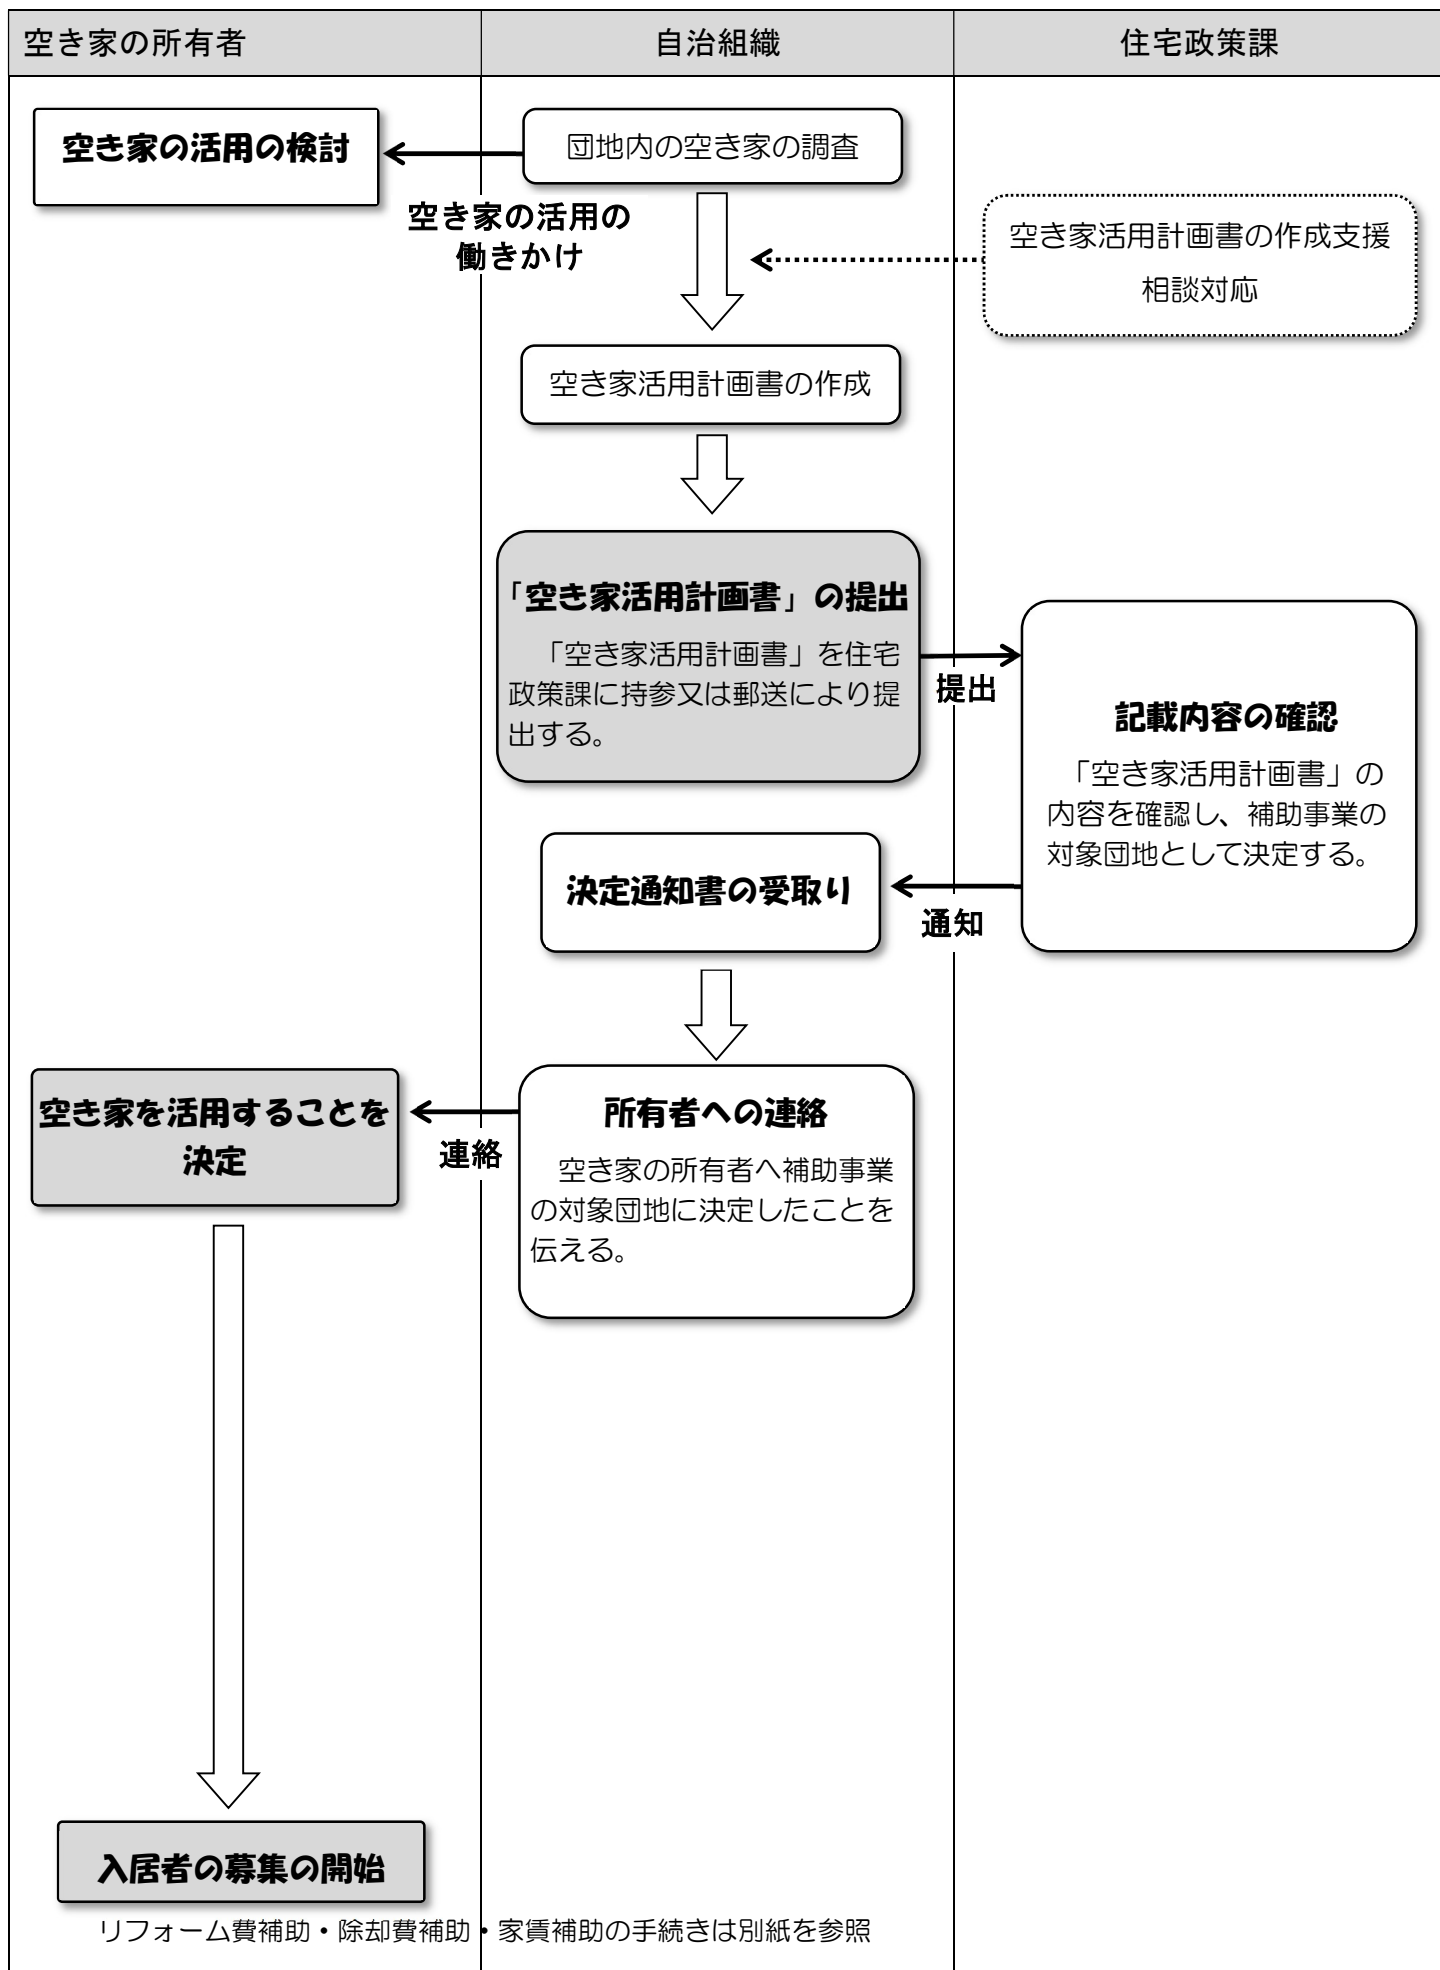 空き家の所有者
自治組織
住宅政策課
空き家の活用の検討
団地内の空き家の調査
空き家の活用の
働きかけ
空き家活用計画書の作成支援
相談対応
空き家活用計画書の作成
「空き家活用計画書」の提出
「空き家活用計画書」を住宅
政策課に持参又は郵送により提
出する。
提出
記載内容の確認
「空き家活用計画書」の
内容を確認し、補助事業の
対象団地として決定する。
決定通知書の受取り
通知
所有者への連絡
空き家の所有者へ補助事業
の対象団地に決定したことを
伝える。
連絡
空き家を活用することを
決定
入居者の募集の開始
リフォーム費補助・除却費補助・家賃補助の手続きは別紙を参照